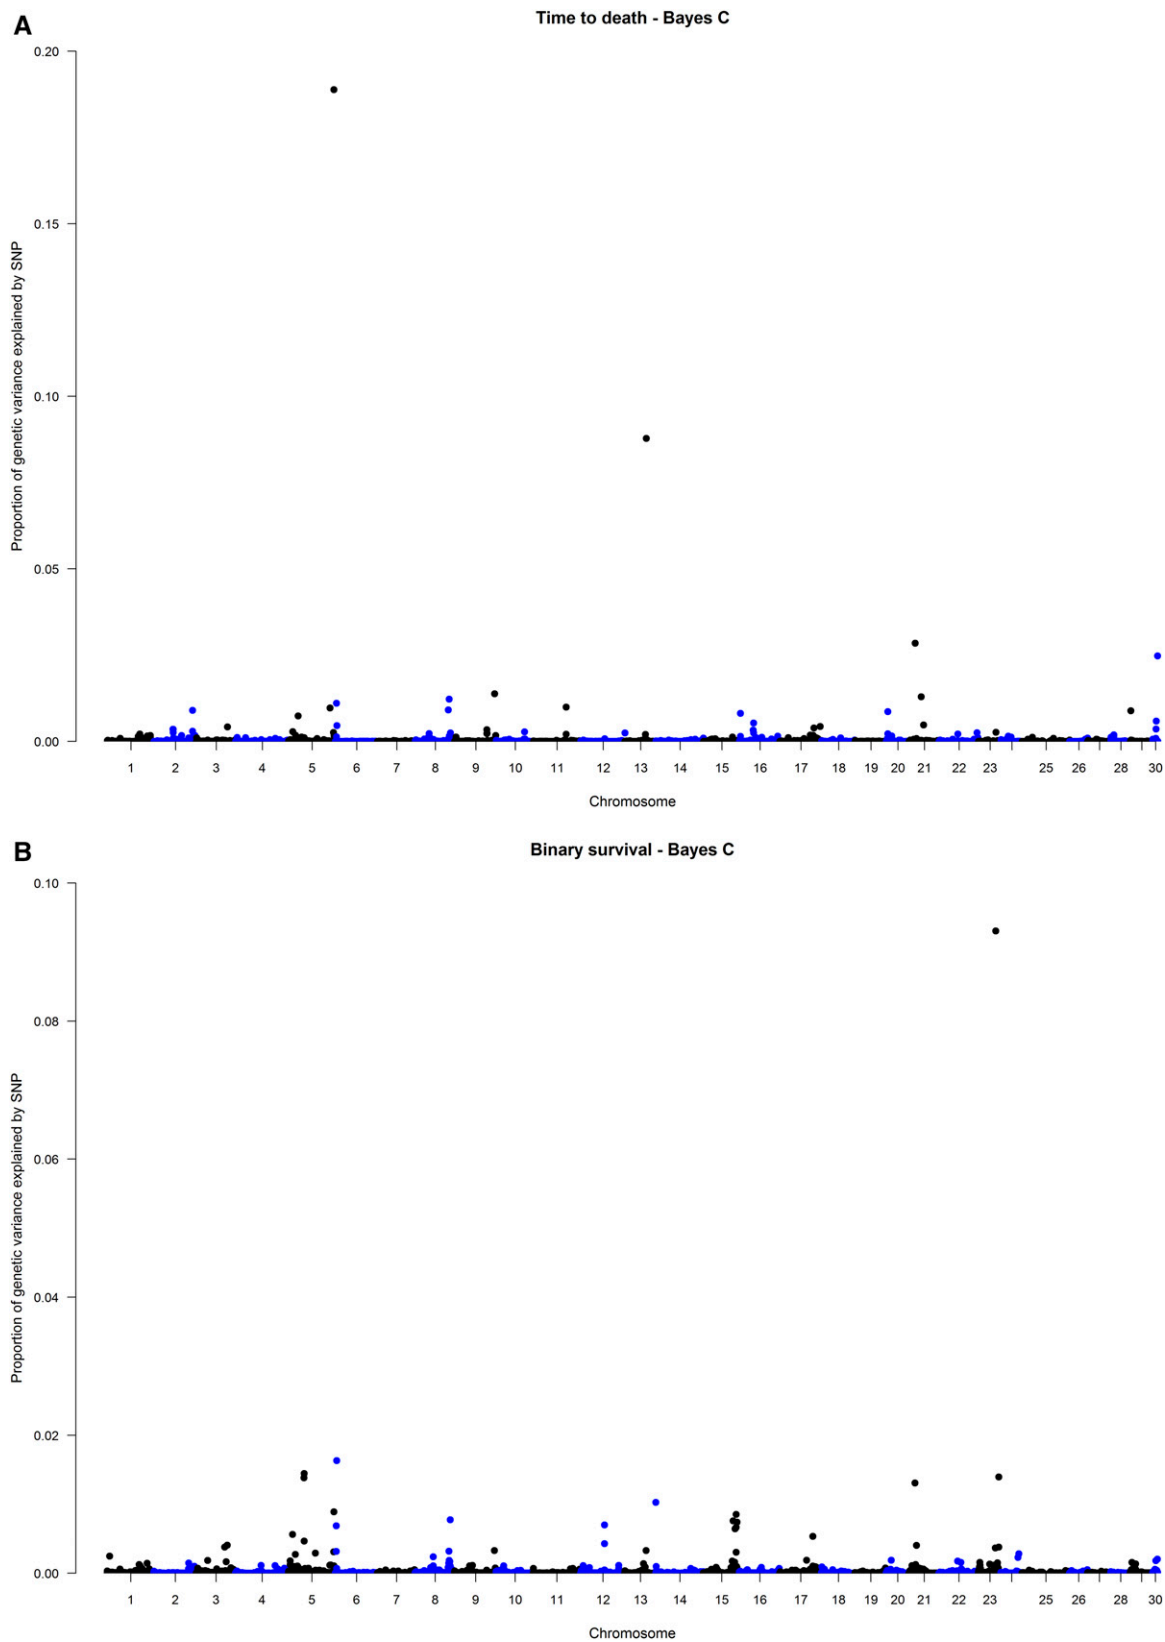 A
Time to death - Bayes C
Proportion of genetic variance explained by SNP
0.20
0.15
0.10
0.05
0.00
1 2 3 4 5 6 7 8 9 10 11 12 13 14 15 16 17 18 19 20 21 22 23 25 26 28 30
Chromosome
B
Binary survival - Bayes C
Proportion of genetic variance explained by SNP
0.10
0.08
0.06
0.04
0.02
0.00
1 2 3 4 5 6 7 8 9 10 11 12 13 14 15 16 17 18 19 20 21 22 23 25 26 28 30
Chromosome